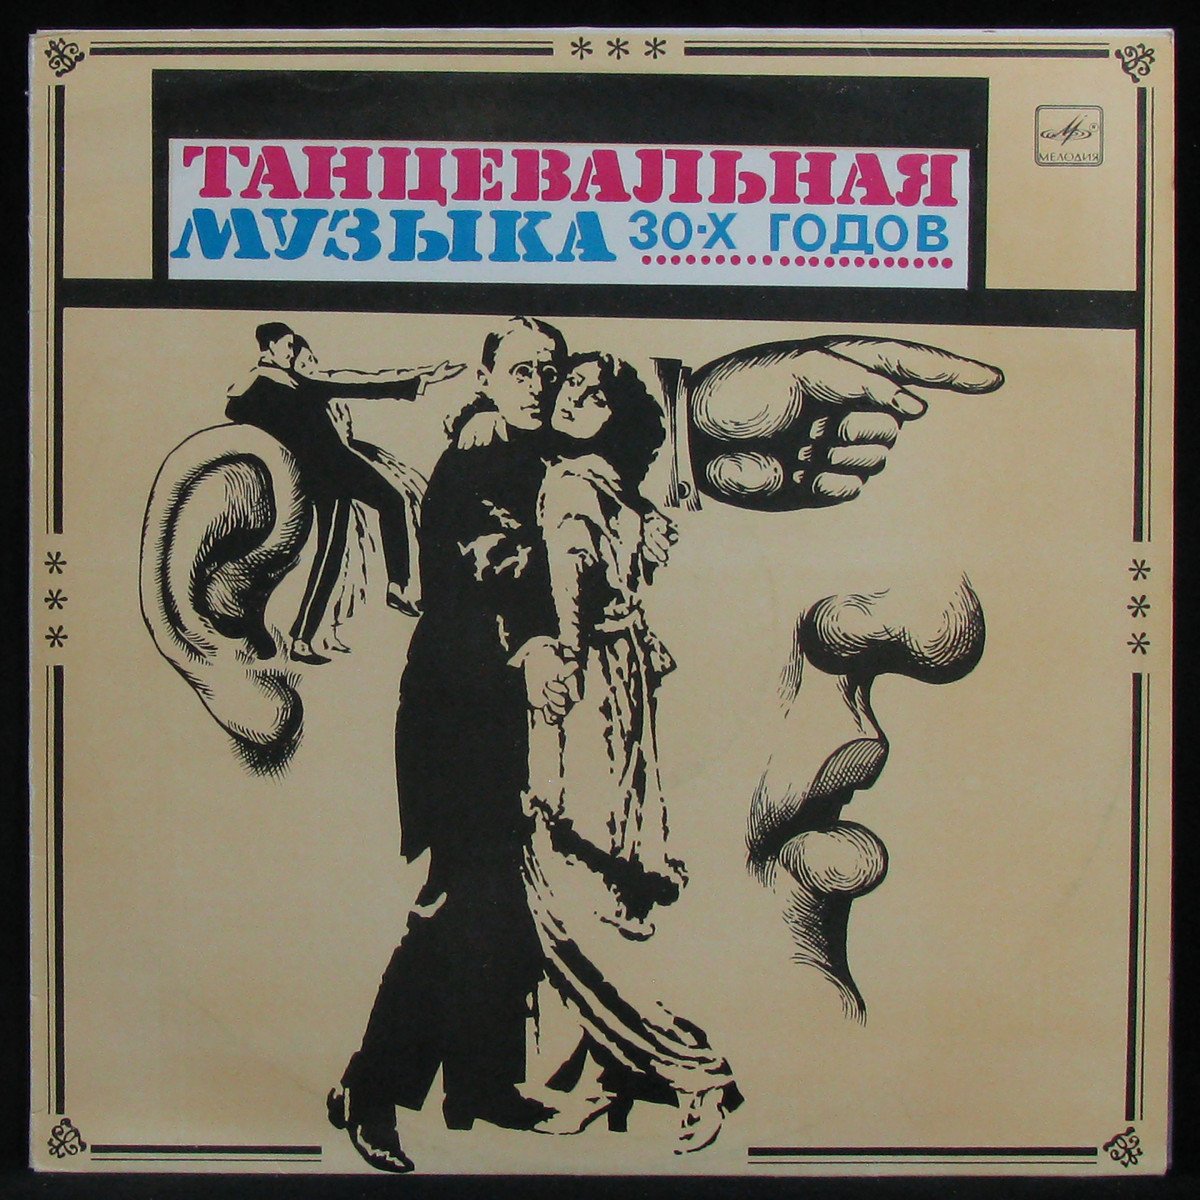 ТАНЦЕВАЛЬНАЯ
МУЗЫКА 30-Х ГОДОВ
МЕЛОДИЯ